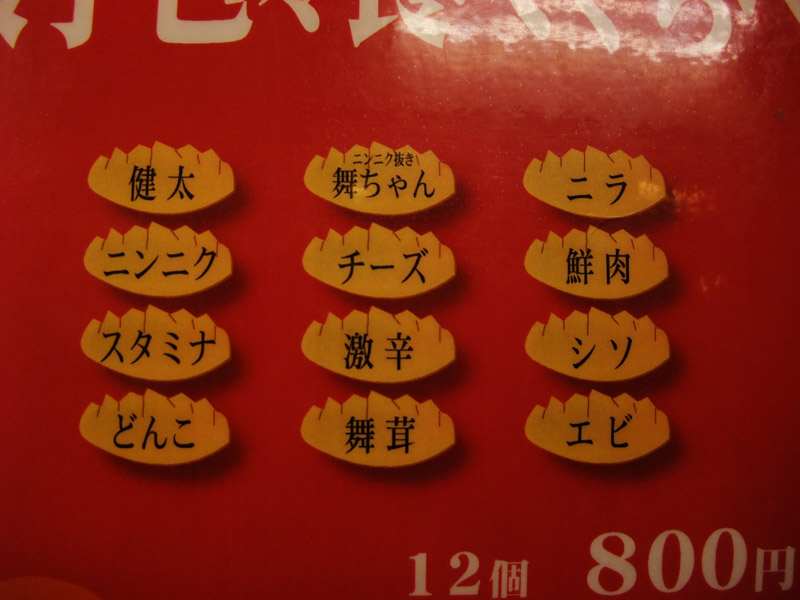 健太
ニンニク抜き
舞ちゃん
ニラ
ニンニク
チーズ
鮮肉
スタミナ
激辛
シソ
どんこ
舞茸
エビ
12個 800円